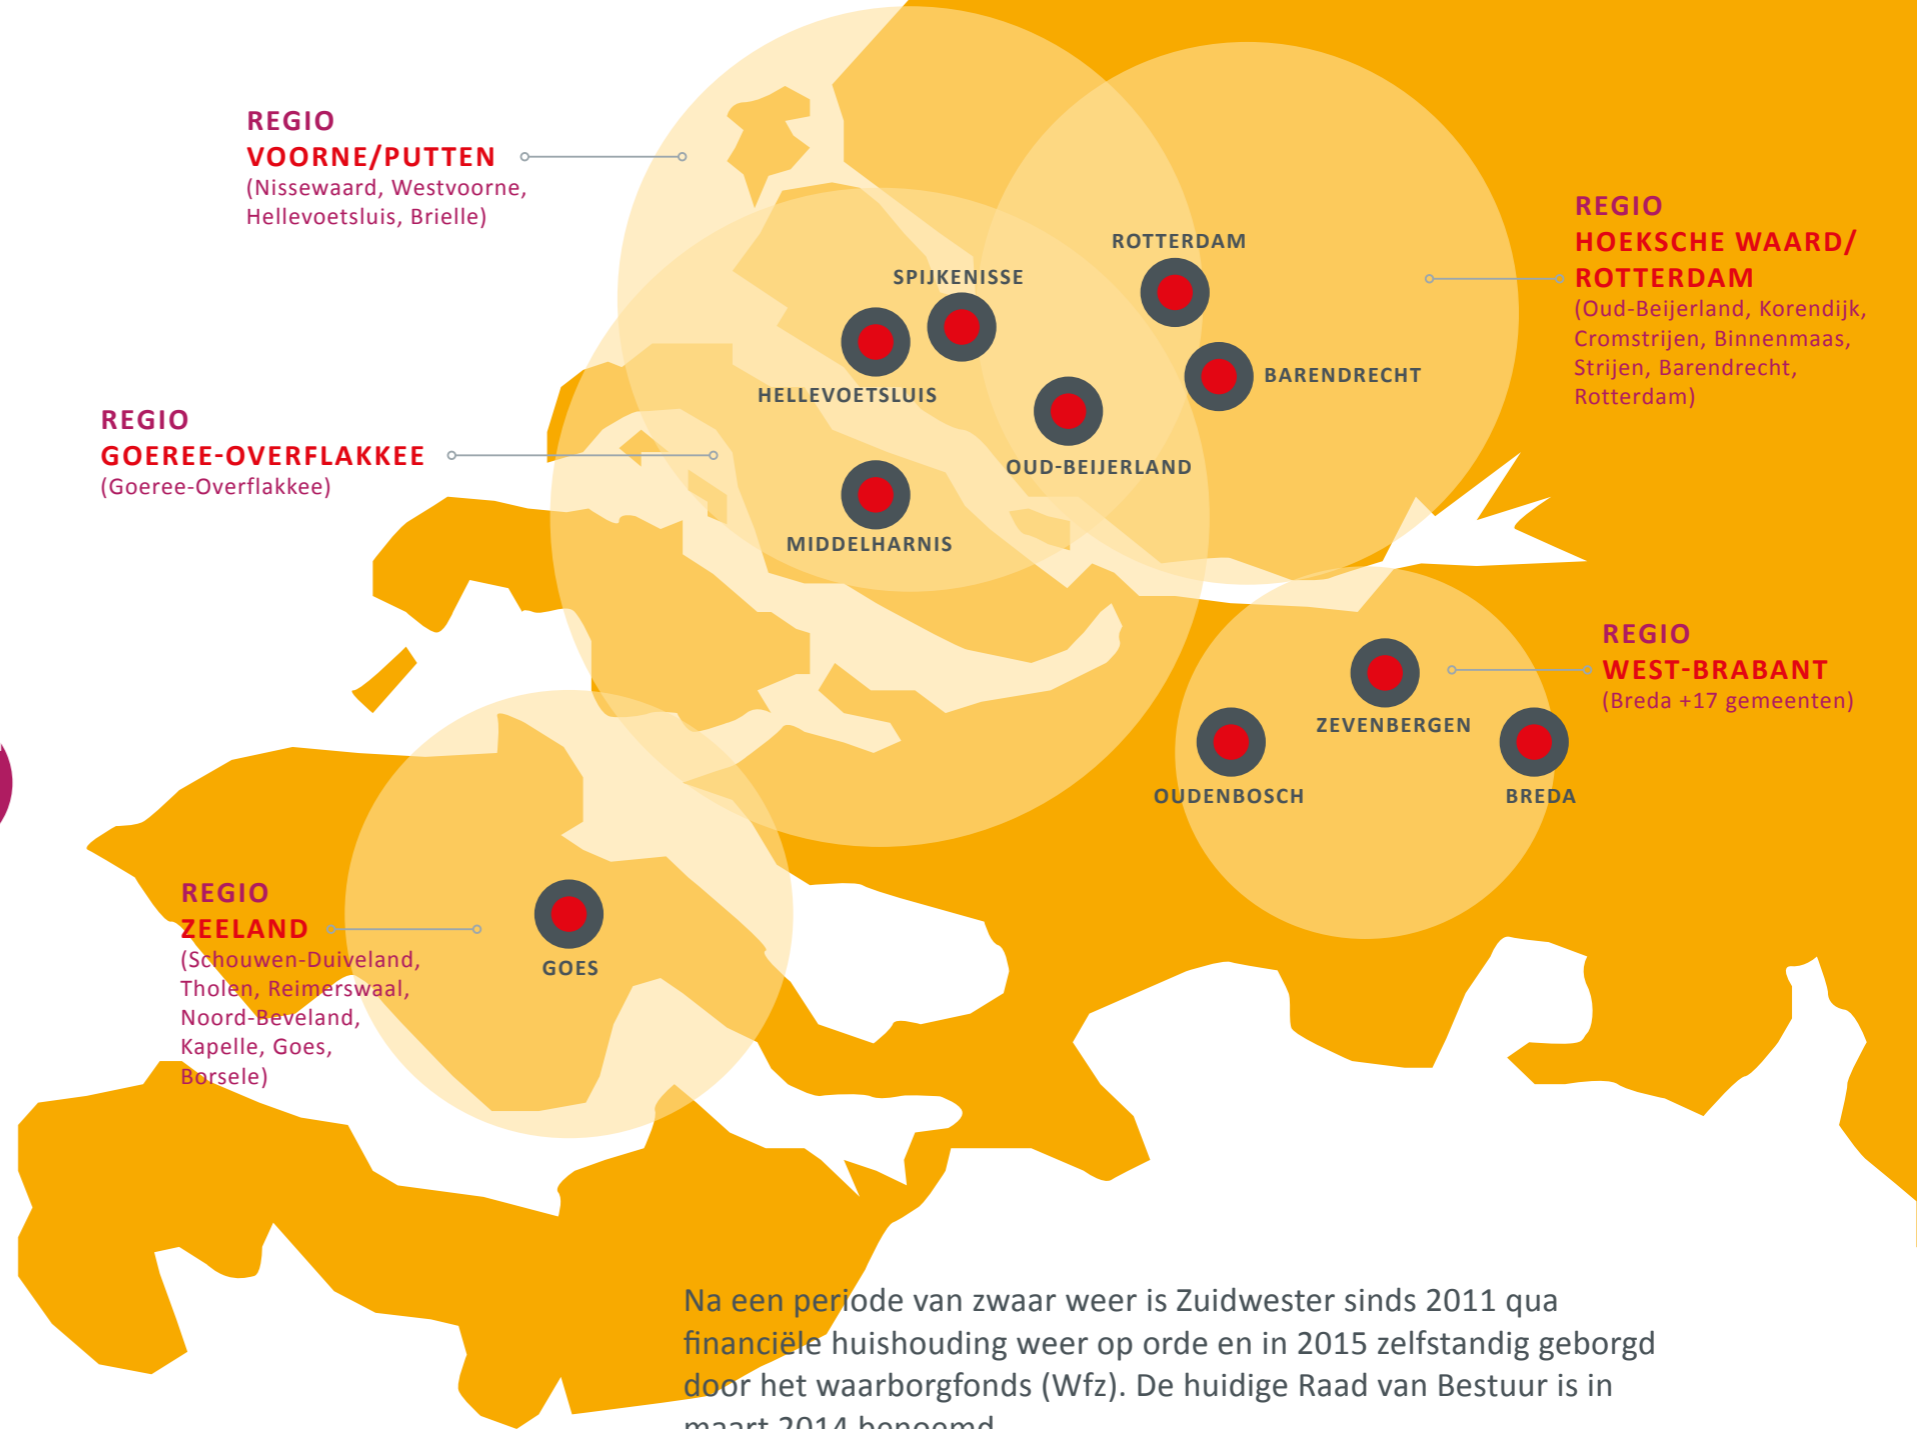 REGIO
VOORNE/PUTTEN
(Nissewaard, Westvoorne,
Hellevoetsluis, Brielle)
REGIO
HOEKSCHE WAARD/
ROTTERDAM
(Oud-Beijerland, Korendijk,
Cromstrijen, Binnenmaas,
Strijen, Barendrecht,
Rotterdam)
ROTTERDAM
SPIJKENISSE
BARENDRECHT
HELLEVOETSLUIS
OUD-BEIJERLAND
REGIO
GOEREE-OVERFLAKKEE
(Goeree-Overflakkee)
MIDDELHARNIS
REGIO
WEST-BRABANT
(Breda +17 gemeenten)
ZEVENBERGEN
OUDENBOSCH
BREDA
REGIO
ZEELAND
(Schouwen-Duiveland,
Tholen, Reimerswaal,
Noord-Beveland,
Kapelle, Goes,
Borsele)
GOES
Na een periode van zwaar weer is Zuidwester sinds 2011 qua
financiële huishouding weer op orde en in 2015 zelfstandig geborgd
door het waarborgfonds (Wfz). De huidige Raad van Bestuur is in
maart 2014 benoemd